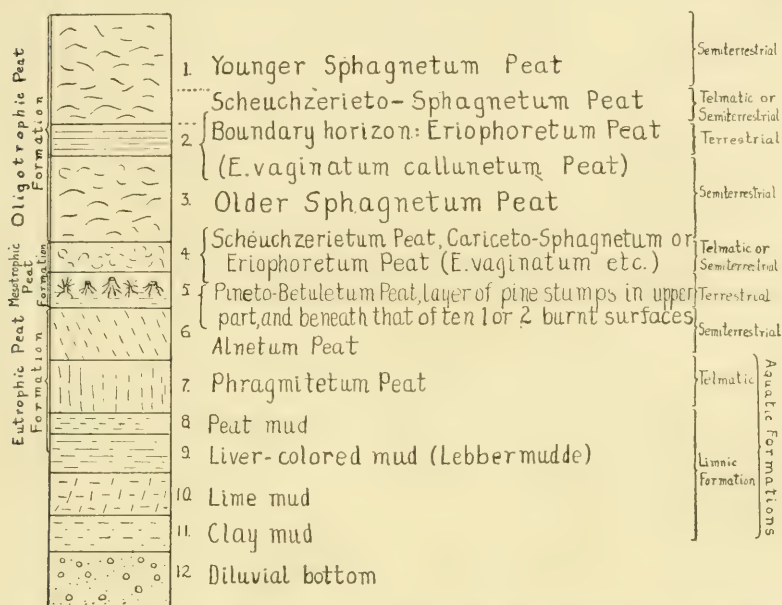 Oligotrophic Peat
Formation
Mesotrophic
Peat
Formation
Eutrophic Peat
Formation
1. Younger Sphagnetum Peat
Scheuchzerieto-Sphagnetum Peat
2. Boundary horizon: Eriophoretum Peat
(E.vaginatum callunetum Peat)
3. Older Sphagnetum Peat
4. Scheuchzerietum Peat, Cariceto-Sphagnetum or
Eriophoretum Peat (E.vaginatum etc.)
5. Pineto-Betuletum Peat, layer of pine stumps in upper
part, and beneath that often 1 or 2 burnt surfaces
6. Alnetum Peat
7. Phragmitetum Peat
8. Peat mud
9. Liver-colored mud (Lebbermudde)
10. Lime mud
11. Clay mud
12. Diluvial bottom
Semiterrestrial
Telmatic or
Semiterrestrial
Terrestrial
Semiterrestrial
Telmatic or
Semiterrestrial
Terrestrial
Semiterrestrial
Telmatic
Limnic
Formation
Aquatic Formations